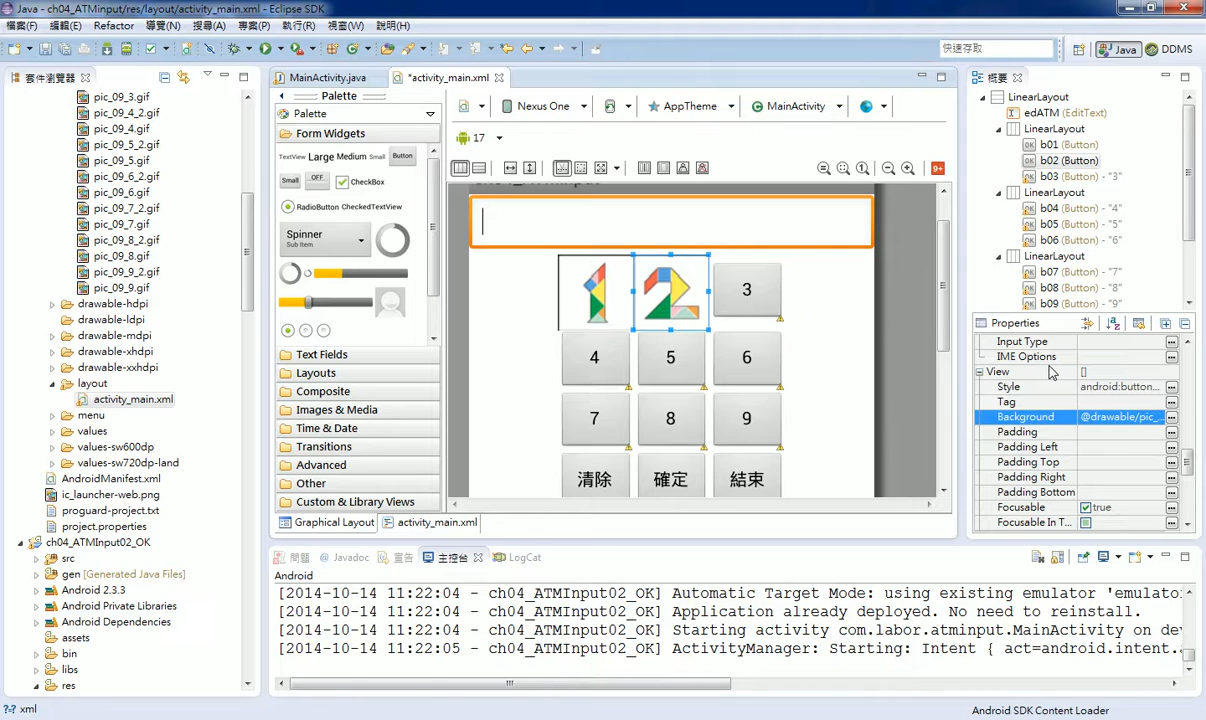 Java - ch04_ATMinput/res/layout/activity_main.xml - Eclipse SDK
檔案(F) 編輯(E) Refactor 導覽(N) 搜尋(A) 專案(P) 執行(R) 視窗(W) 說明(H)
快速存取 Java DDMS
套件瀏覽器
pic_09_3.gif
pic_09_4_2.gif
pic_09_4.gif
pic_09_5_2.gif
pic_09_5.gif
pic_09_6_2.gif
pic_09_6.gif
pic_09_7_2.gif
pic_09_7.gif
pic_09_8_2.gif
pic_09_8.gif
pic_09_9_2.gif
pic_09_9.gif
drawable-hdpi
drawable-ldpi
drawable-mdpi
drawable-xhdpi
drawable-xxhdpi
layout
activity_main.xml
menu
values
values-sw600dp
values-sw720dp-land
AndroidManifest.xml
ic_launcher-web.png
proguard-project.txt
project.properties
ch04_ATMInput02_OK
src
gen [Generated Java Files]
Android 2.3.3
Android Private Libraries
Android Dependencies
assets
bin
libs
res
MainActivity.java *activity_main.xml
Palette
Palette
Form Widgets
TextView Large Medium Small Button
Small OFF CheckBox
RadioButton CheckedTextView
Spinner
Sub Item
Text Fields
Layouts
Composite
Images & Media
Time & Date
Transitions
Advanced
Other
Custom & Library Views
Nexus One AppTheme MainActivity
17
9+
1 2 3
4 5 6
7 8 9
清除 確定 結束
Graphical Layout activity_main.xml
概要
LinearLayout
edATM (EditText)
LinearLayout
b01 (Button)
b02 (Button)
b03 (Button) - "3"
LinearLayout
b04 (Button) - "4"
b05 (Button) - "5"
b06 (Button) - "6"
LinearLayout
b07 (Button) - "7"
b08 (Button) - "8"
b09 (Button) - "9"
Properties
Input Type
IME Options
View []
Style android:button...
Tag
Background @drawable/pic_...
Padding
Padding Left
Padding Top
Padding Right
Padding Bottom
Focusable true
Focusable In T...
問題 @ Javadoc 宣告 主控台 LogCat
Android
[2014-10-14 11:22:04 - ch04_ATMInput02_OK] Automatic Target Mode: using existing emulator 'emulato
[2014-10-14 11:22:04 - ch04_ATMInput02_OK] Application already deployed. No need to reinstall.
[2014-10-14 11:22:04 - ch04_ATMInput02_OK] Starting activity com.labor.atminput.MainActivity on dev
[2014-10-14 11:22:05 - ch04_ATMInput02_OK] ActivityManager: Starting: Intent { act=android.intent.a
xml
Android SDK Content Loader